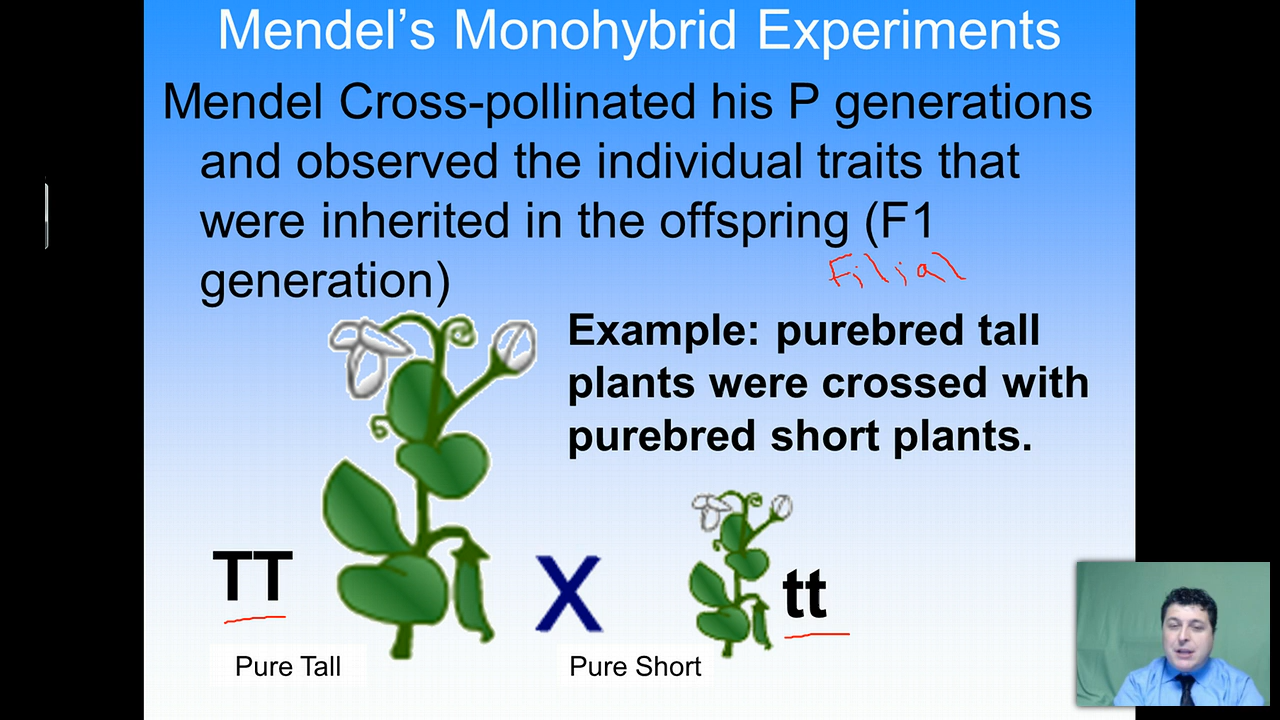 Mendel's Monohybrid Experiments
Mendel Cross-pollinated his P generations
and observed the individual traits that
were inherited in the offspring (F1
generation)
Filial
Example: purebred tall
plants were crossed with
purebred short plants.
TT
X
tt
Pure Tall
Pure Short